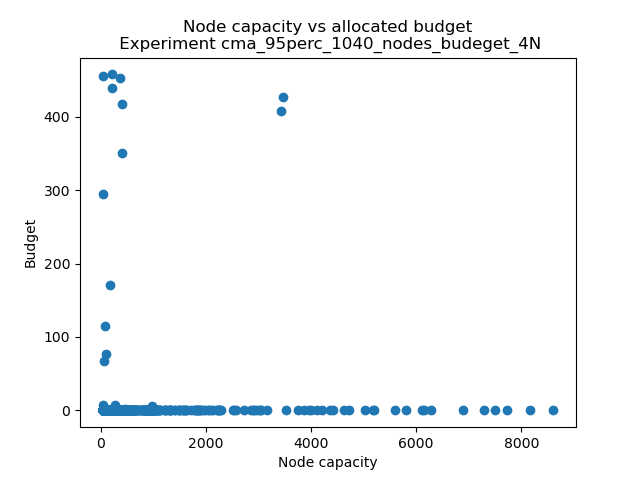 Node capacity vs allocated budget
Experiment cma_95perc_1040_nodes_budeget_4N
400
300
200
100
0
Budget
0 2000 4000 6000 8000
Node capacity